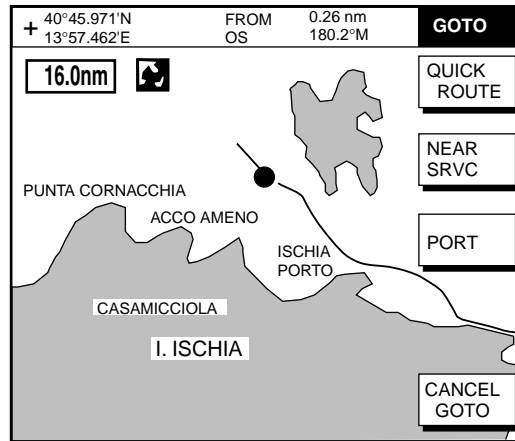 + 40°45.971'N
13°57.462'E
FROM
OS
0.26 nm
180.2°M
GOTO
16.0nm
QUICK
ROUTE
NEAR
SRVC
PUNTA CORNACCHIA
ACCO AMENO
ISCHIA
PORTO
PORT
CASAMICCIOLA
I. ISCHIA
CANCEL
GOTO